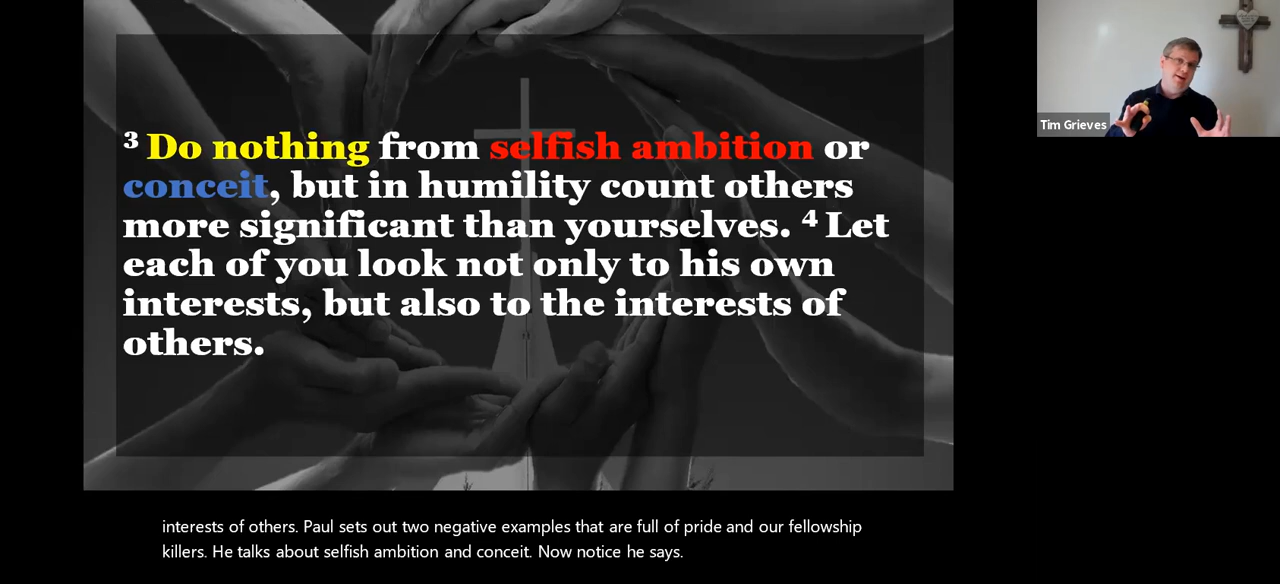 ³ Do nothing from selfish ambition or
conceit, but in humility count others
more significant than yourselves. ⁴ Let
each of you look not only to his own
interests, but also to the interests of
others.
Tim Grieves
interests of others. Paul sets out two negative examples that are full of pride and our fellowship
killers. He talks about selfish ambition and conceit. Now notice he says.